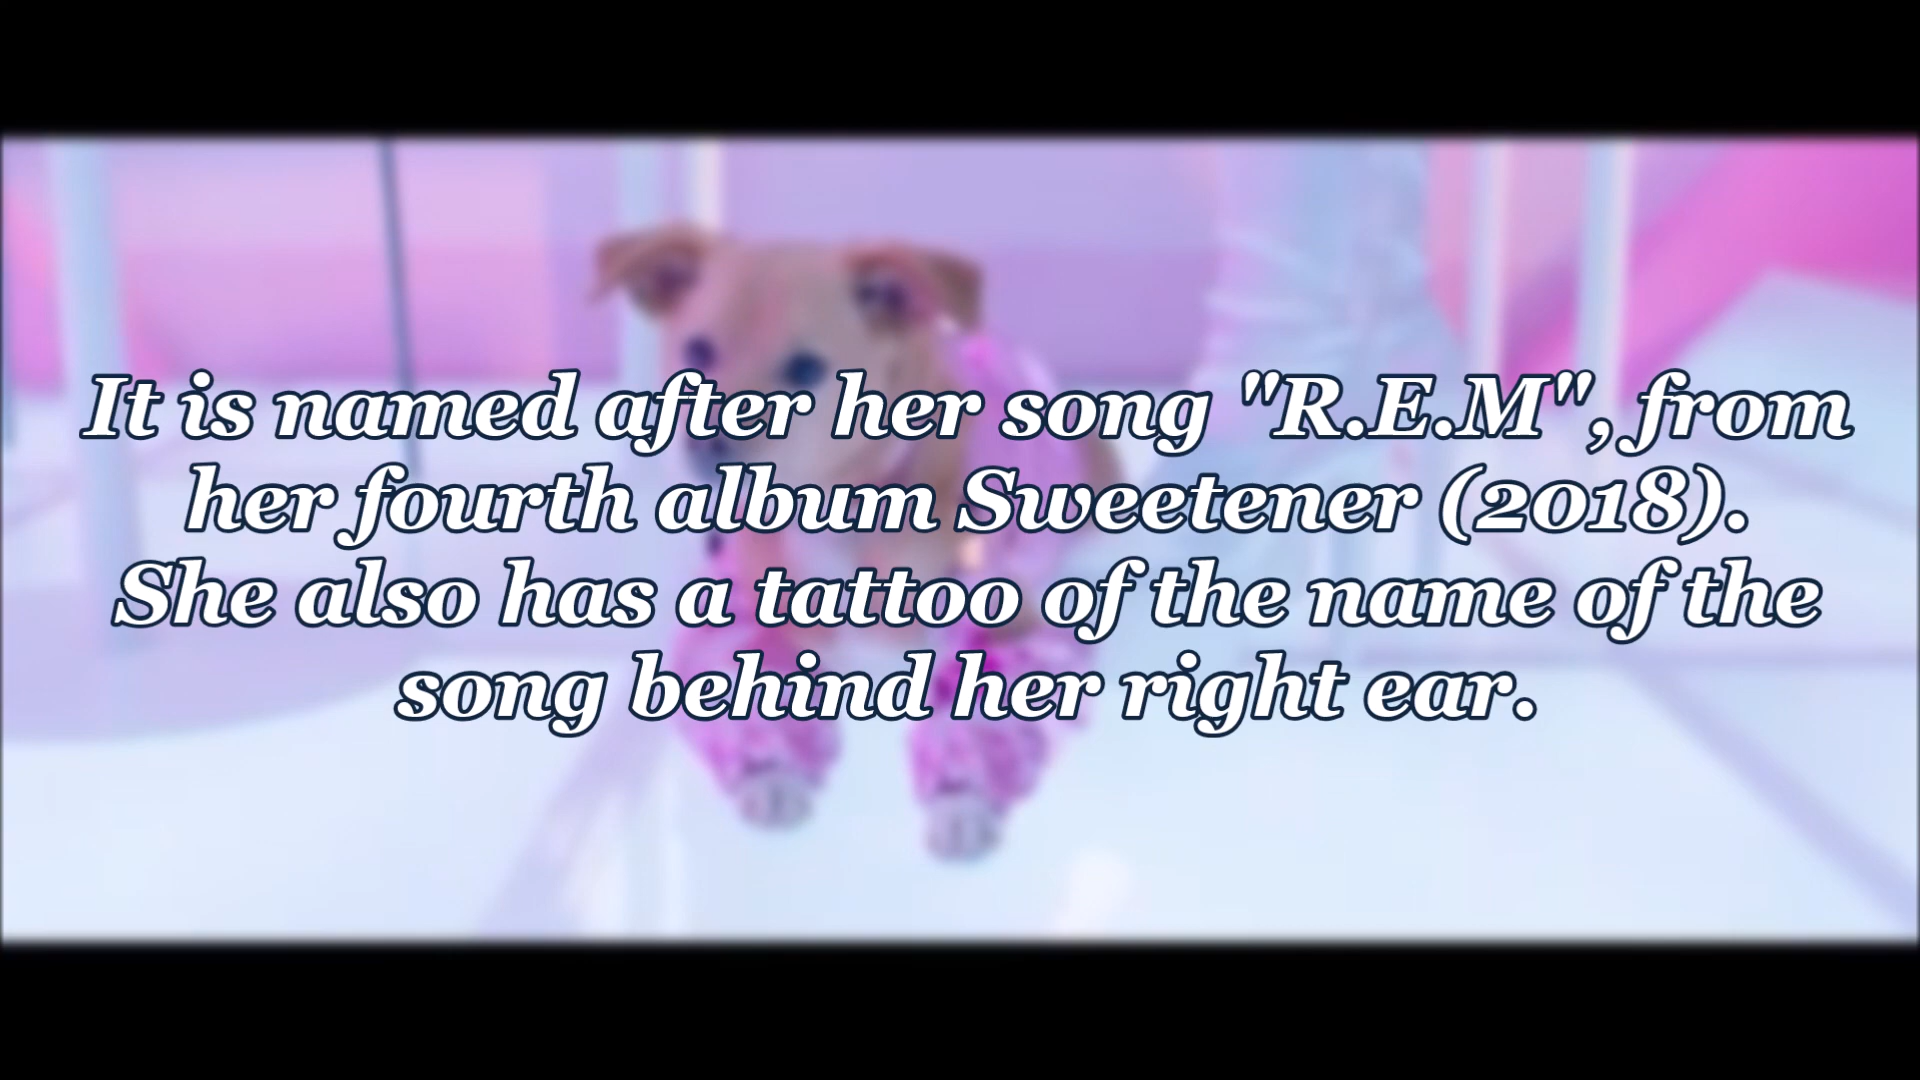 It is named after her song "R.E.M", from
her fourth album Sweetener (2018).
She also has a tattoo of the name of the
song behind her right ear.